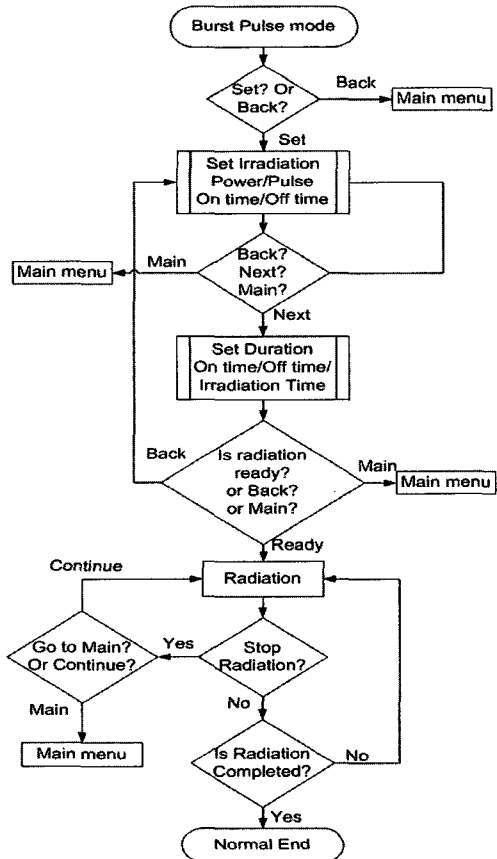 Burst Pulse mode
Set? Or
Back?
Back
Main menu
Set
Set Irradiation
Power/Pulse
On time/Off time
Main menu
Main
Back?
Next?
Main?
Next
Set Duration
On time/Off time/
Irradiation Time
Back
Is radiation
ready?
or Back?
or Main?
Main
Main menu
Ready
Continue
Radiation
Go to Main?
Or Continue?
Yes
Stop
Radiation?
Main
No
Main menu
Is Radiation
Completed?
No
Yes
Normal End